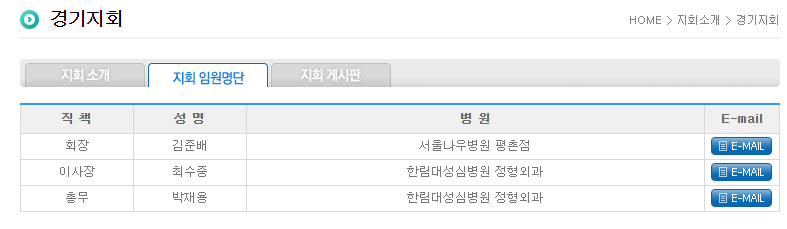 경기지회
HOME > 지회소개 > 경기지회
지회 소개 지회 임원명단 지회 게시판
직 책 성 명 병 원 E-mail
회장 김준배 서울나우병원 평촌점 E-MAIL
이사장 최수중 한림대성심병원 정형외과 E-MAIL
총무 박재용 한림대성심병원 정형외과 E-MAIL